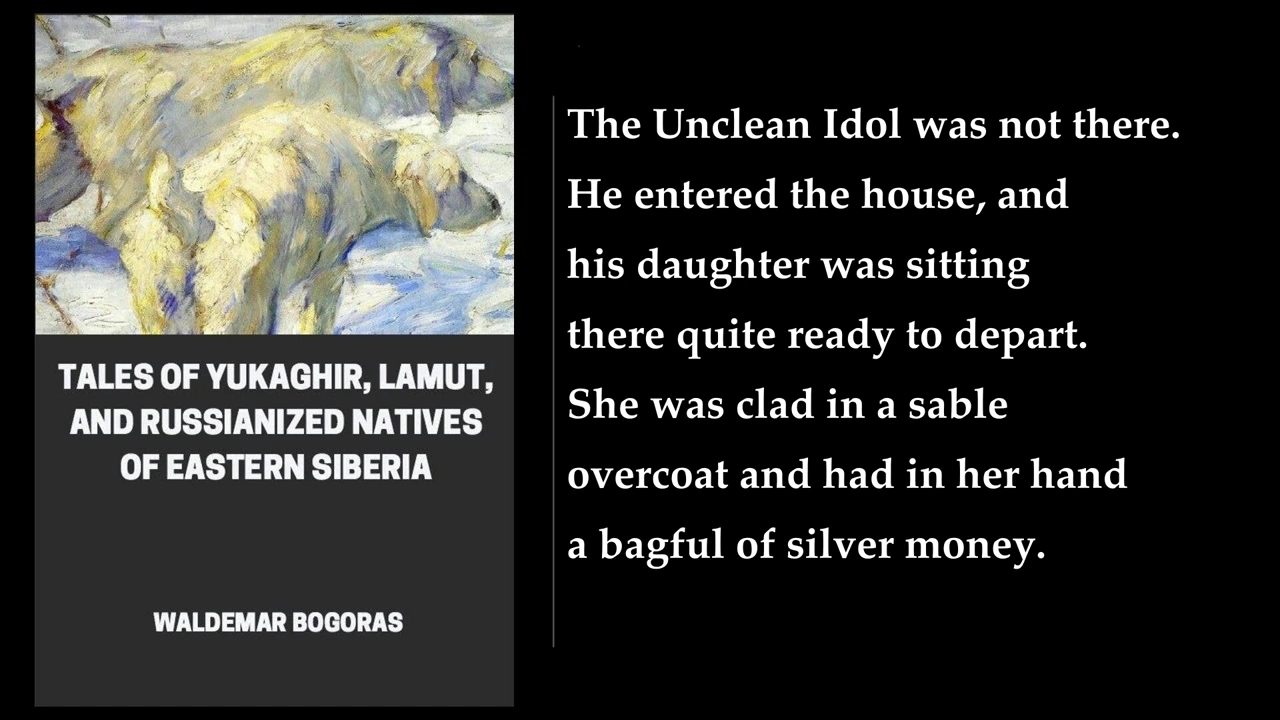 TALES OF YUKAGHIR, LAMUT,
AND RUSSIANIZED NATIVES
OF EASTERN SIBERIA
WALDEMAR BOGORAS
The Unclean Idol was not there.
He entered the house, and
his daughter was sitting
there quite ready to depart.
She was clad in a sable
overcoat and had in her hand
a bagful of silver money.